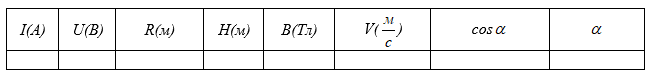 I(A) U(B) R(м) H(м) B(Тл) V(м/с) cos α α